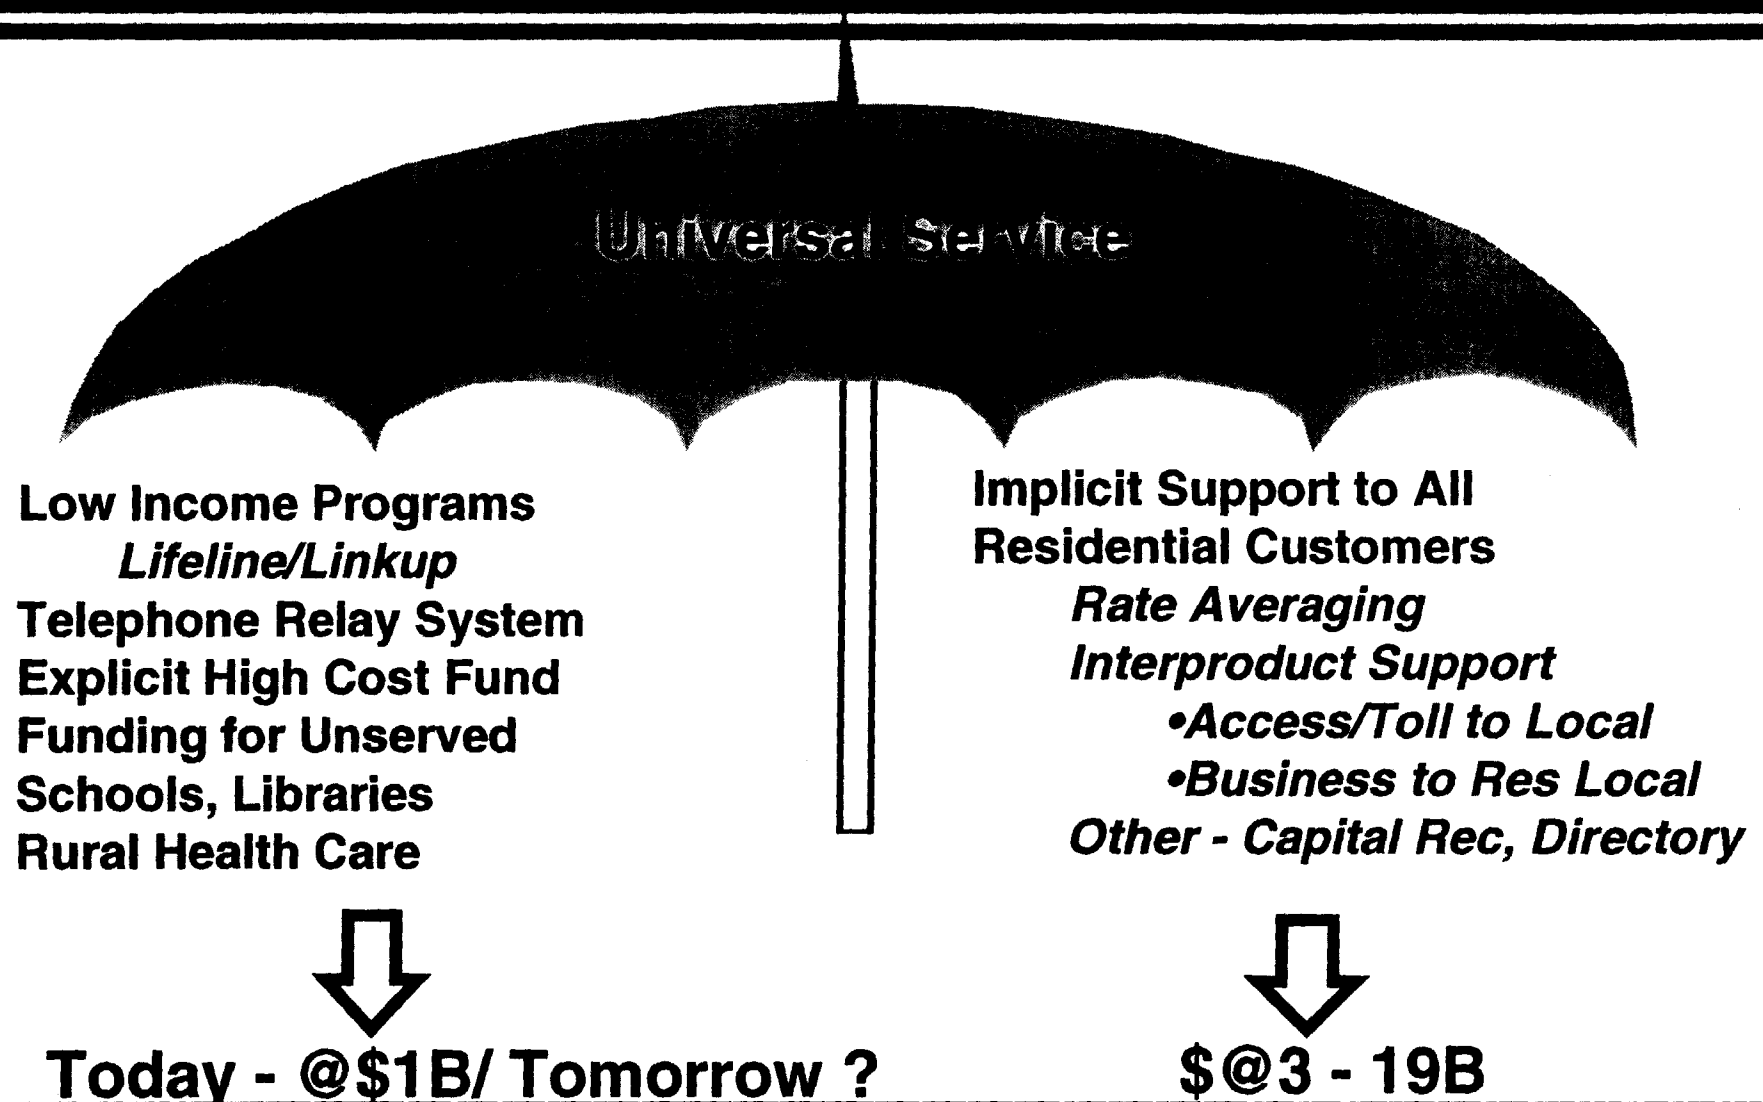 Universal Service
Low Income Programs
Lifeline/Linkup
Telephone Relay System
Explicit High Cost Fund
Funding for Unserved
Schools, Libraries
Rural Health Care
Today - @$1B/ Tomorrow ?
Implicit Support to All
Residential Customers
Rate Averaging
Interproduct Support
•Access/Toll to Local
•Business to Res Local
Other - Capital Rec, Directory
$@3 - 19B